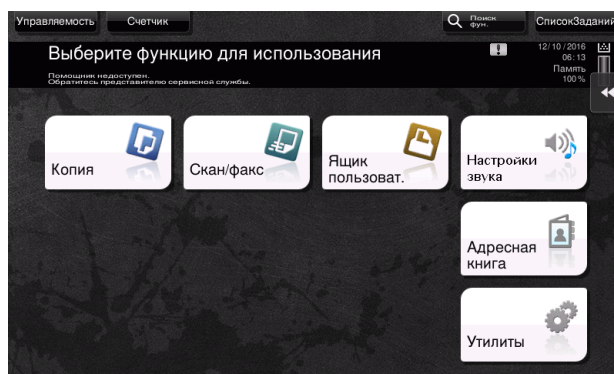 Управляемость
Счетчик
Поиск
фун.
СписокЗаданий
Выберите функцию для использования
Помощник недоступен.
Обратитесь представителю сервисной службы.
12/10/2016
06:13
Память
100%
Копия
Скан/факс
Ящик
пользоват.
Настройки
звука
Адресная
книга
Утилиты